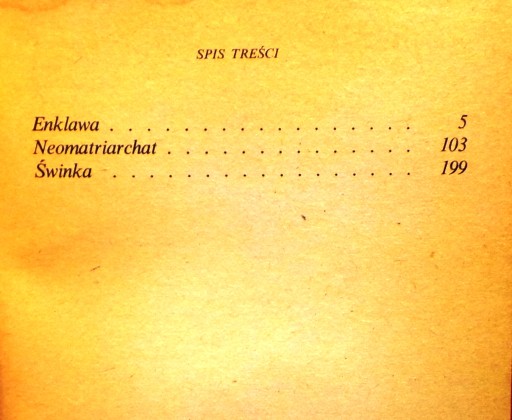 SPIS TREŚCI
Enklawa . . . . . . . . . . . . . . . . . 5
Neomatriarchat . . . . . . . . . . . . . . 103
Świnka . . . . . . . . . . . . . . . . . 199